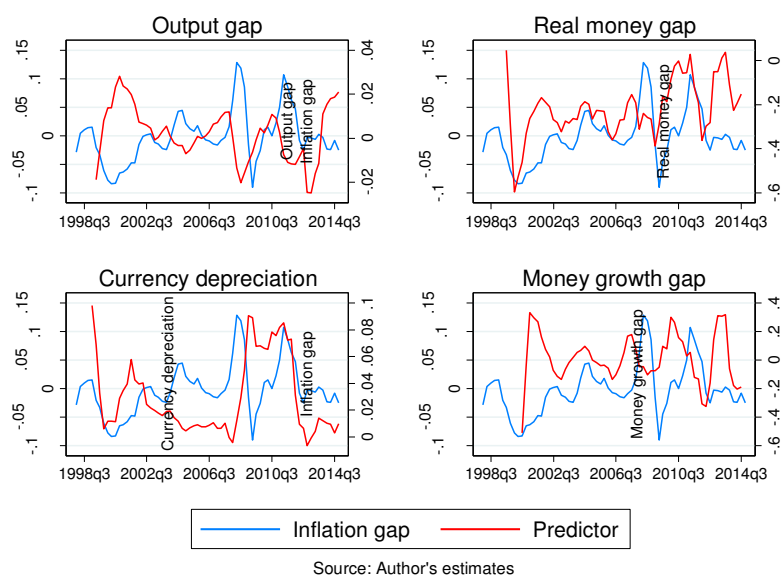 Output gap
.15
.1
.05
0
-.05
-.1
.04
.02
0
-.02
Output gap
Inflation gap
1998q3 2002q3 2006q3 2010q3 2014q3
Real money gap
.15
.1
.05
0
-.05
-.1
0
-.2
-.4
-.6
Real money gap
1998q3 2002q3 2006q3 2010q3 2014q3
Currency depreciation
.15
.1
.05
0
-.05
-.1
.1
.08
.06
.04
.02
0
Currency depreciation
Inflation gap
1998q3 2002q3 2006q3 2010q3 2014q3
Money growth gap
.15
.1
.05
0
-.05
-.1
.4
.2
0
-.2
-.4
-.6
Money growth gap
1998q3 2002q3 2006q3 2010q3 2014q3
Inflation gap Predictor
Source: Author's estimates